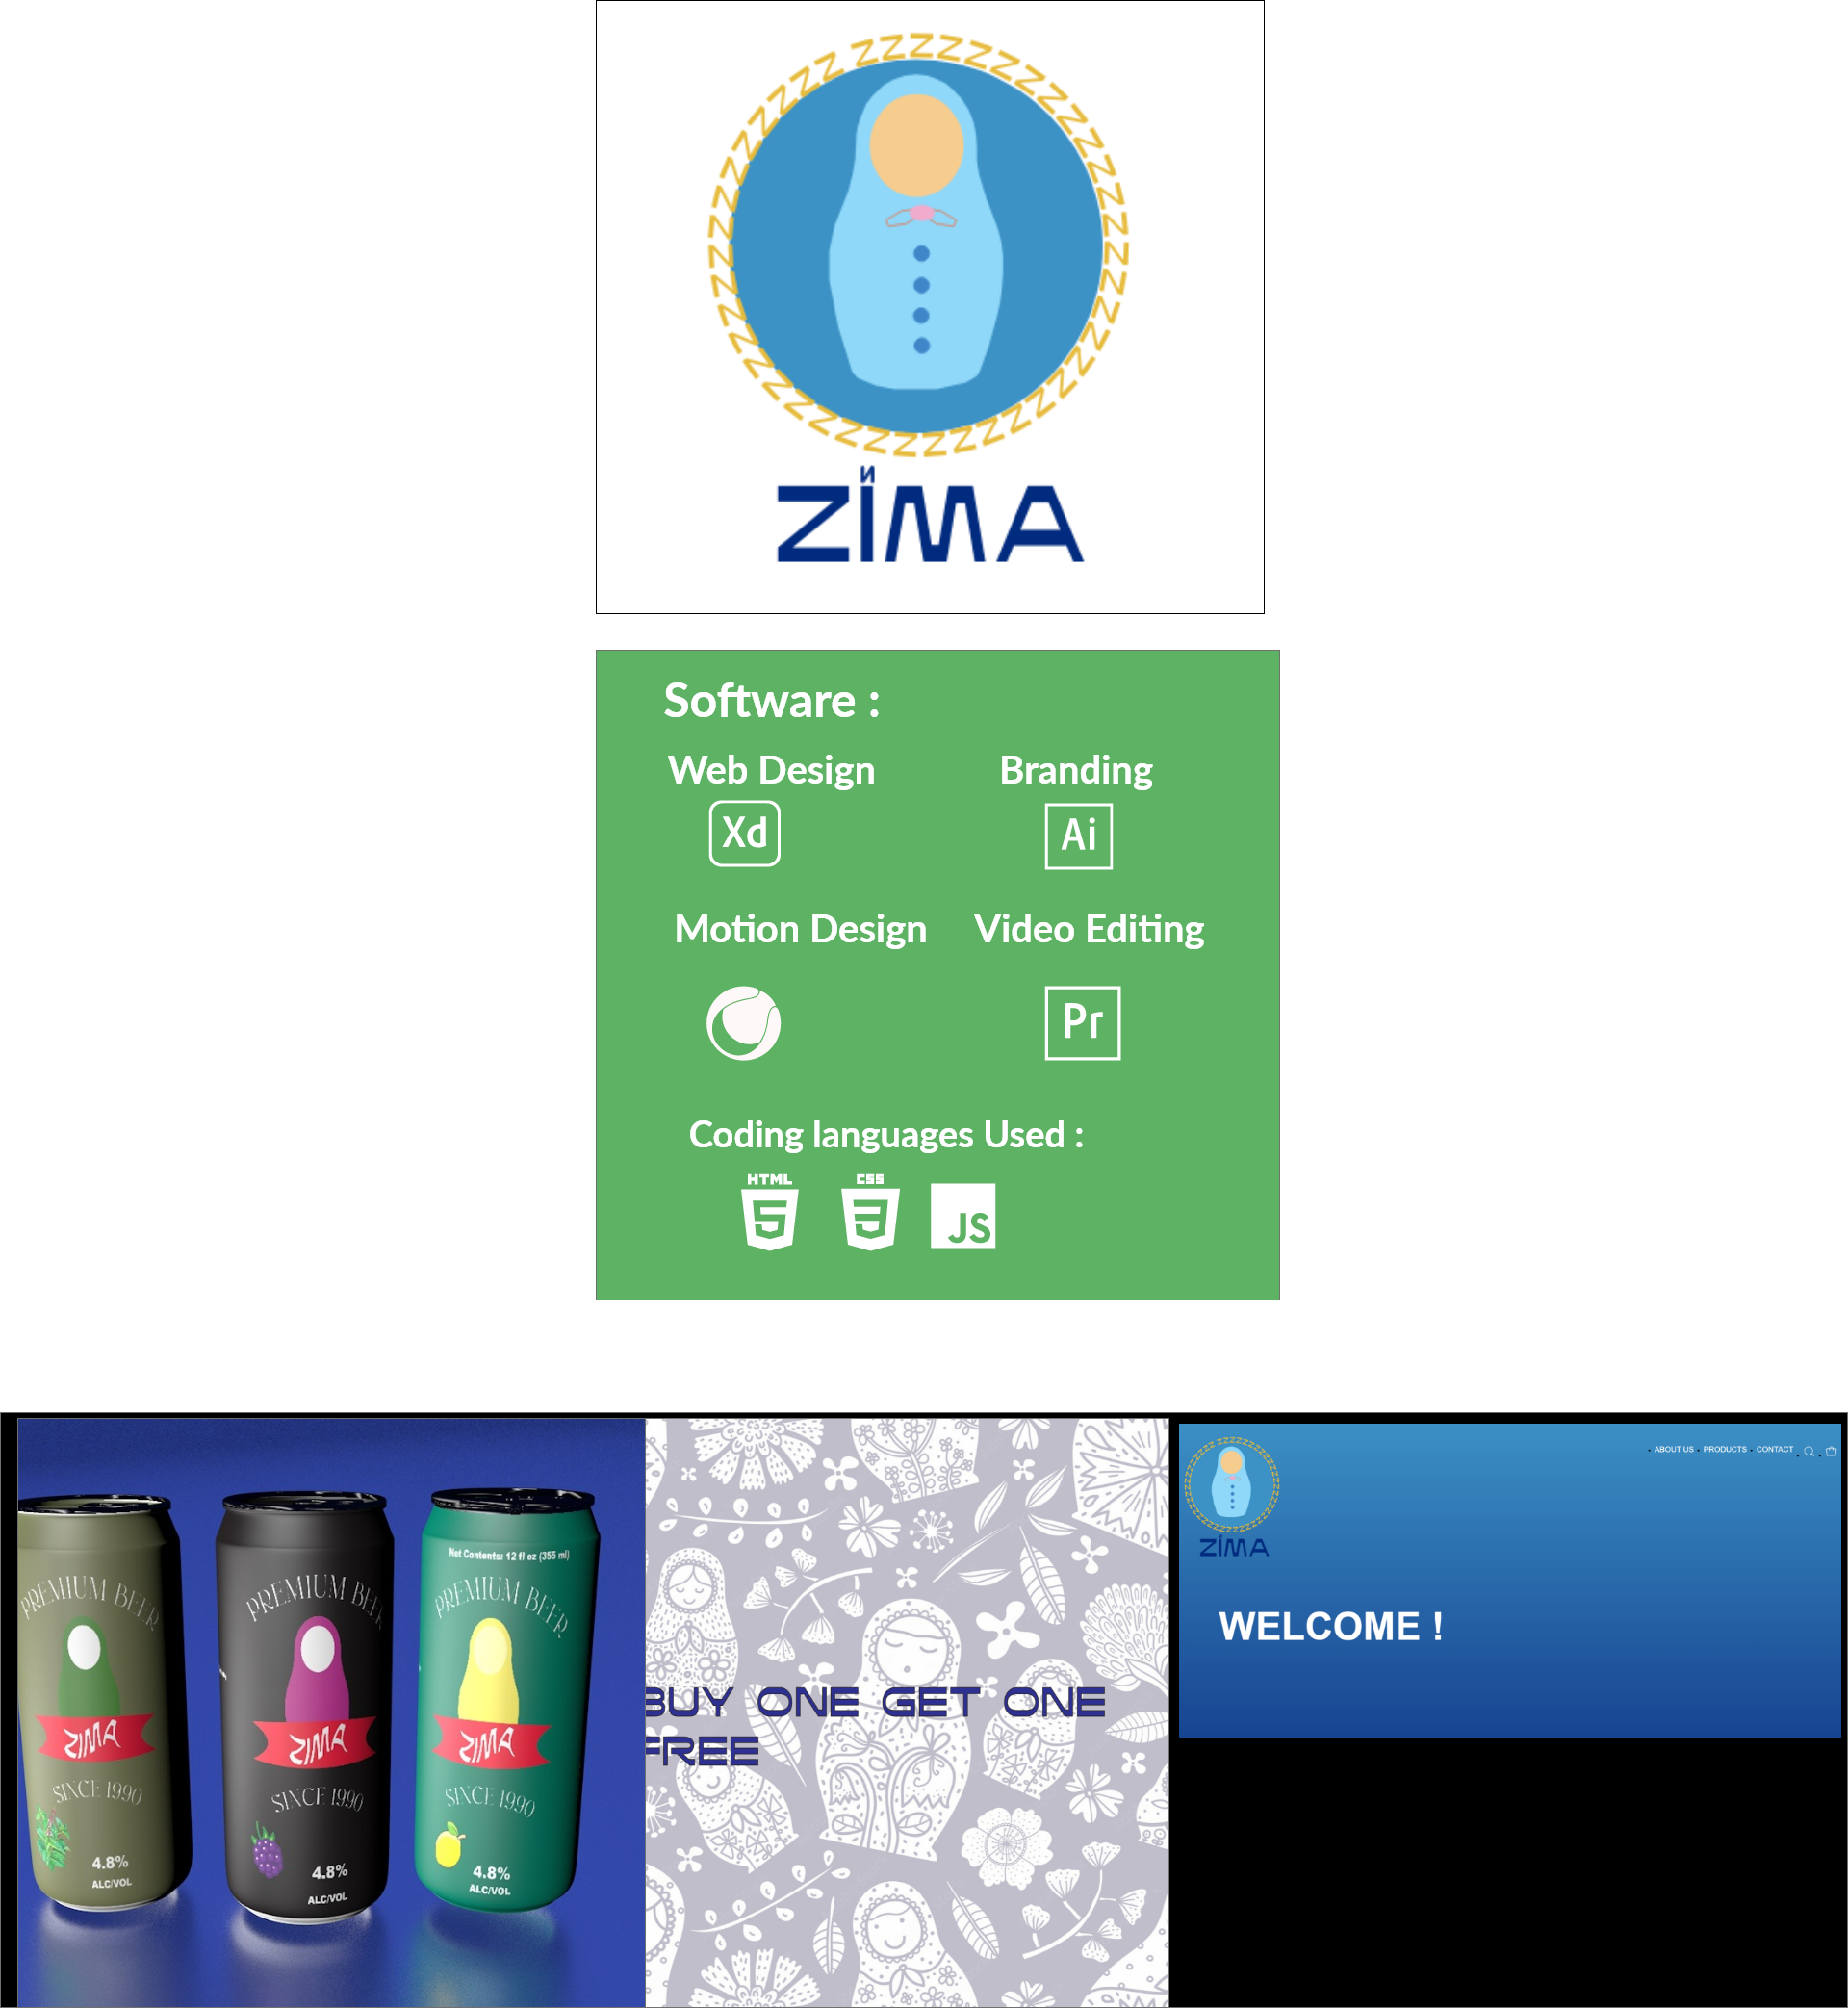 И
ZIMA
Software :
Web Design
Branding
Xd
Ai
Motion Design
Video Editing
Pr
Coding languages Used :
HTML
CSS
JS
PREMIUM BEER
ZIMA
SINCE 1990
4.8%
ALC/VOL
PREMIUM BEE
ZIMA
SINCE 1990
4.8%
ALC/VOL
Net Contents: 12 fl oz (355 ml)
PREMIUM BEER
ZIMA
SINCE 1990
4.8%
ALC/VOL
BUY ONE GET ONE
FREE
ABOUT US
PRODUCTS
CONTACT
ZIMA
WELCOME !